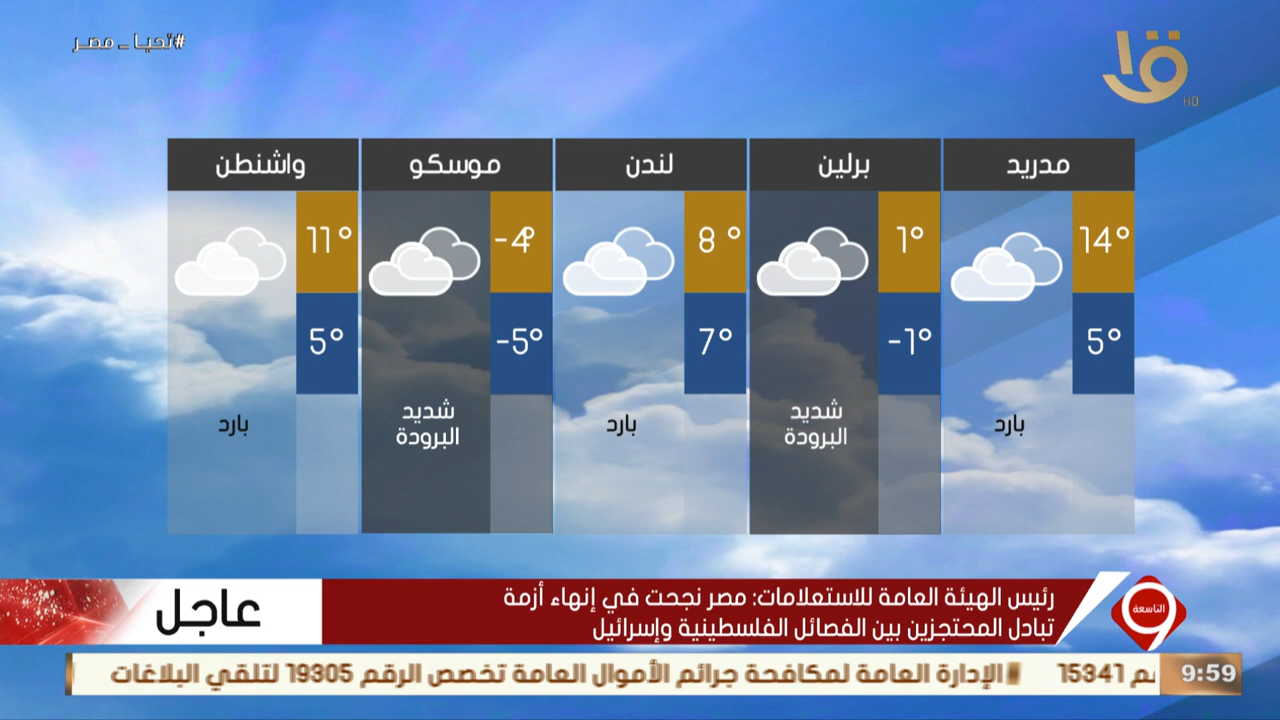 #تحيا_مصر
HD
مدريد
14°
5°
بارد
برلين
1°
-1°
شديد
البرودة
لندن
8°
7°
بارد
موسكو
-4°
-5°
شديد
البرودة
واشنطن
11°
5°
بارد
التاسعة
رئيس الهيئة العامة للاستعلامات: مصر نجحت في إنهاء أزمة
تبادل المحتجزين بين الفصائل الفلسطينية وإسرائيل
عاجل
9:59
15341 الإدارة العامة لمكافحة جرائم الأموال العامة تخصص الرقم 19305 لتلقي البلاغات